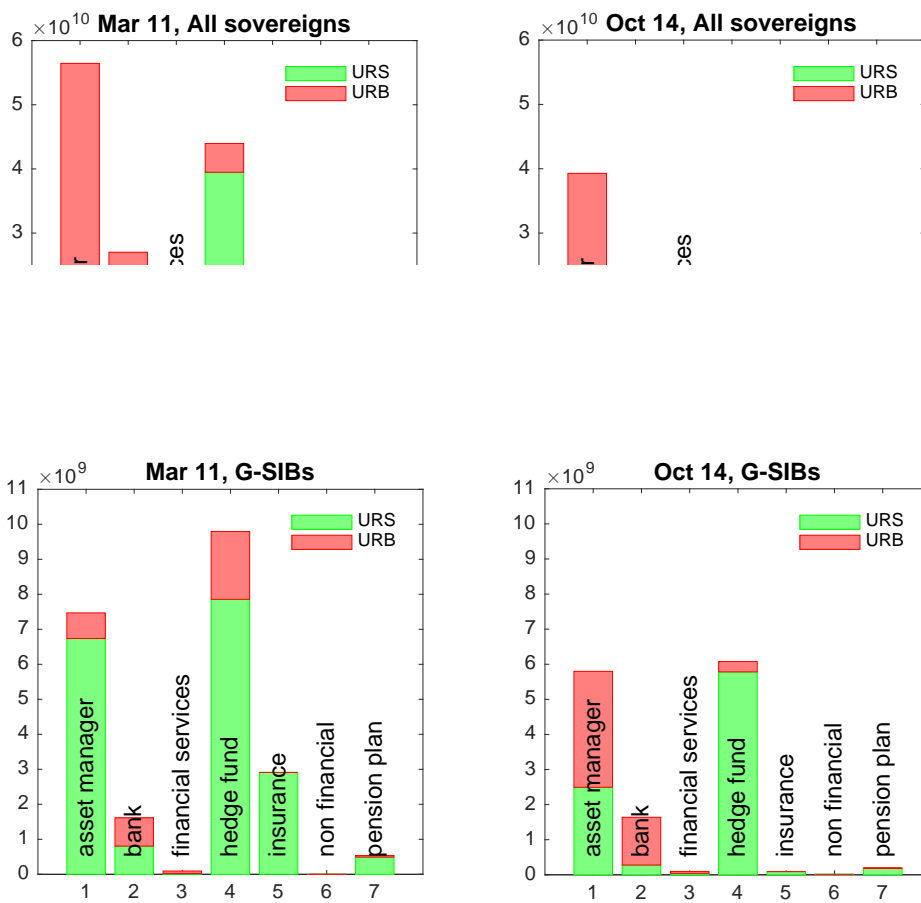 Mar 11, All sovereigns
×10^10
6
5
4
3
URS
URB
Oct 14, All sovereigns
×10^10
6
5
4
3
URS
URB
Mar 11, G-SIBs
×10^9
11
10
9
8
7
6
5
4
3
2
1
0
URS
URB
asset manager
bank
financial services
hedge fund
insurance
non financial
pension plan
1 2 3 4 5 6 7
Oct 14, G-SIBs
×10^9
11
10
9
8
7
6
5
4
3
2
1
0
URS
URB
asset manager
bank
financial services
hedge fund
insurance
non financial
pension plan
1 2 3 4 5 6 7